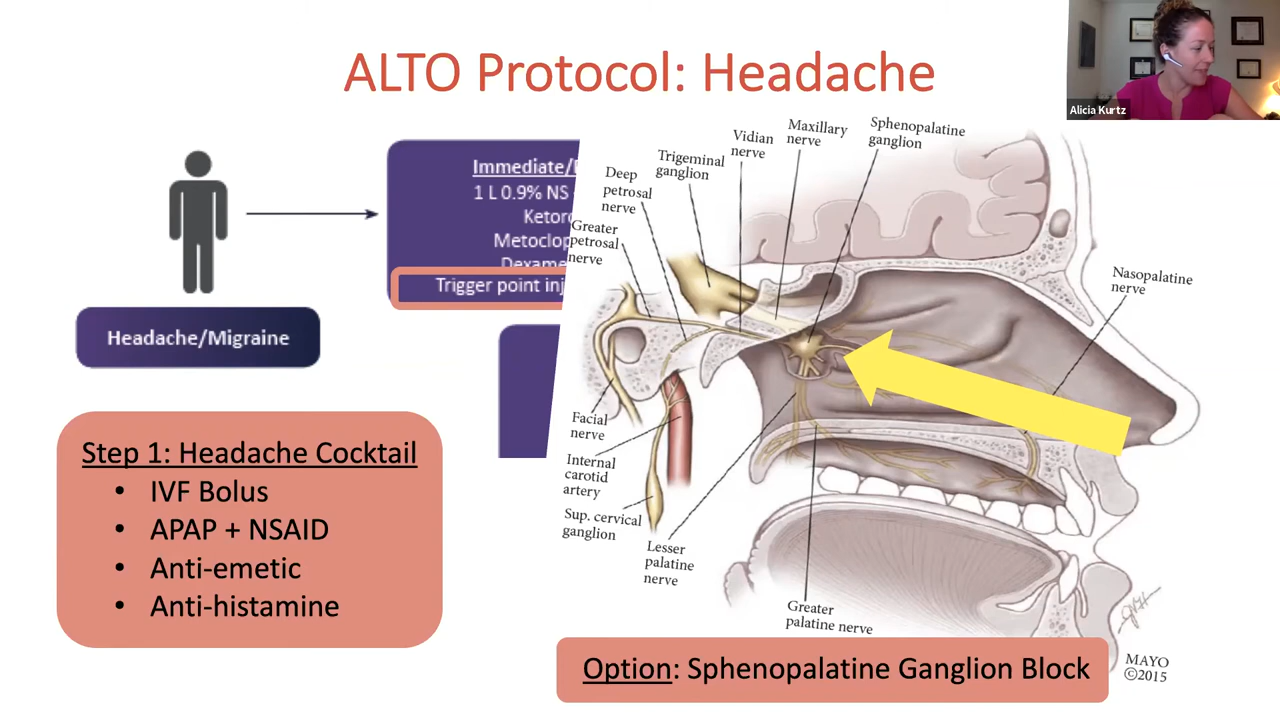 ALTO Protocol: Headache
Alicia Kurtz
Headache/Migraine
Immediate/
1 L 0.9% NS
Ketoro
Metoclop
Dexame
Trigger point inj
Step 1: Headache Cocktail
• IVF Bolus
• APAP + NSAID
• Anti-emetic
• Anti-histamine
Greater
petrosal
nerve
Deep
petrosal
nerve
Trigeminal
ganglion
Vidian
nerve
Maxillary
nerve
Sphenopalatine
ganglion
Nasopalatine
nerve
Facial
nerve
Internal
carotid
artery
Sup. cervical
ganglion
Lesser
palatine
nerve
Greater
palatine nerve
MAYO
©2015
Option: Sphenopalatine Ganglion Block